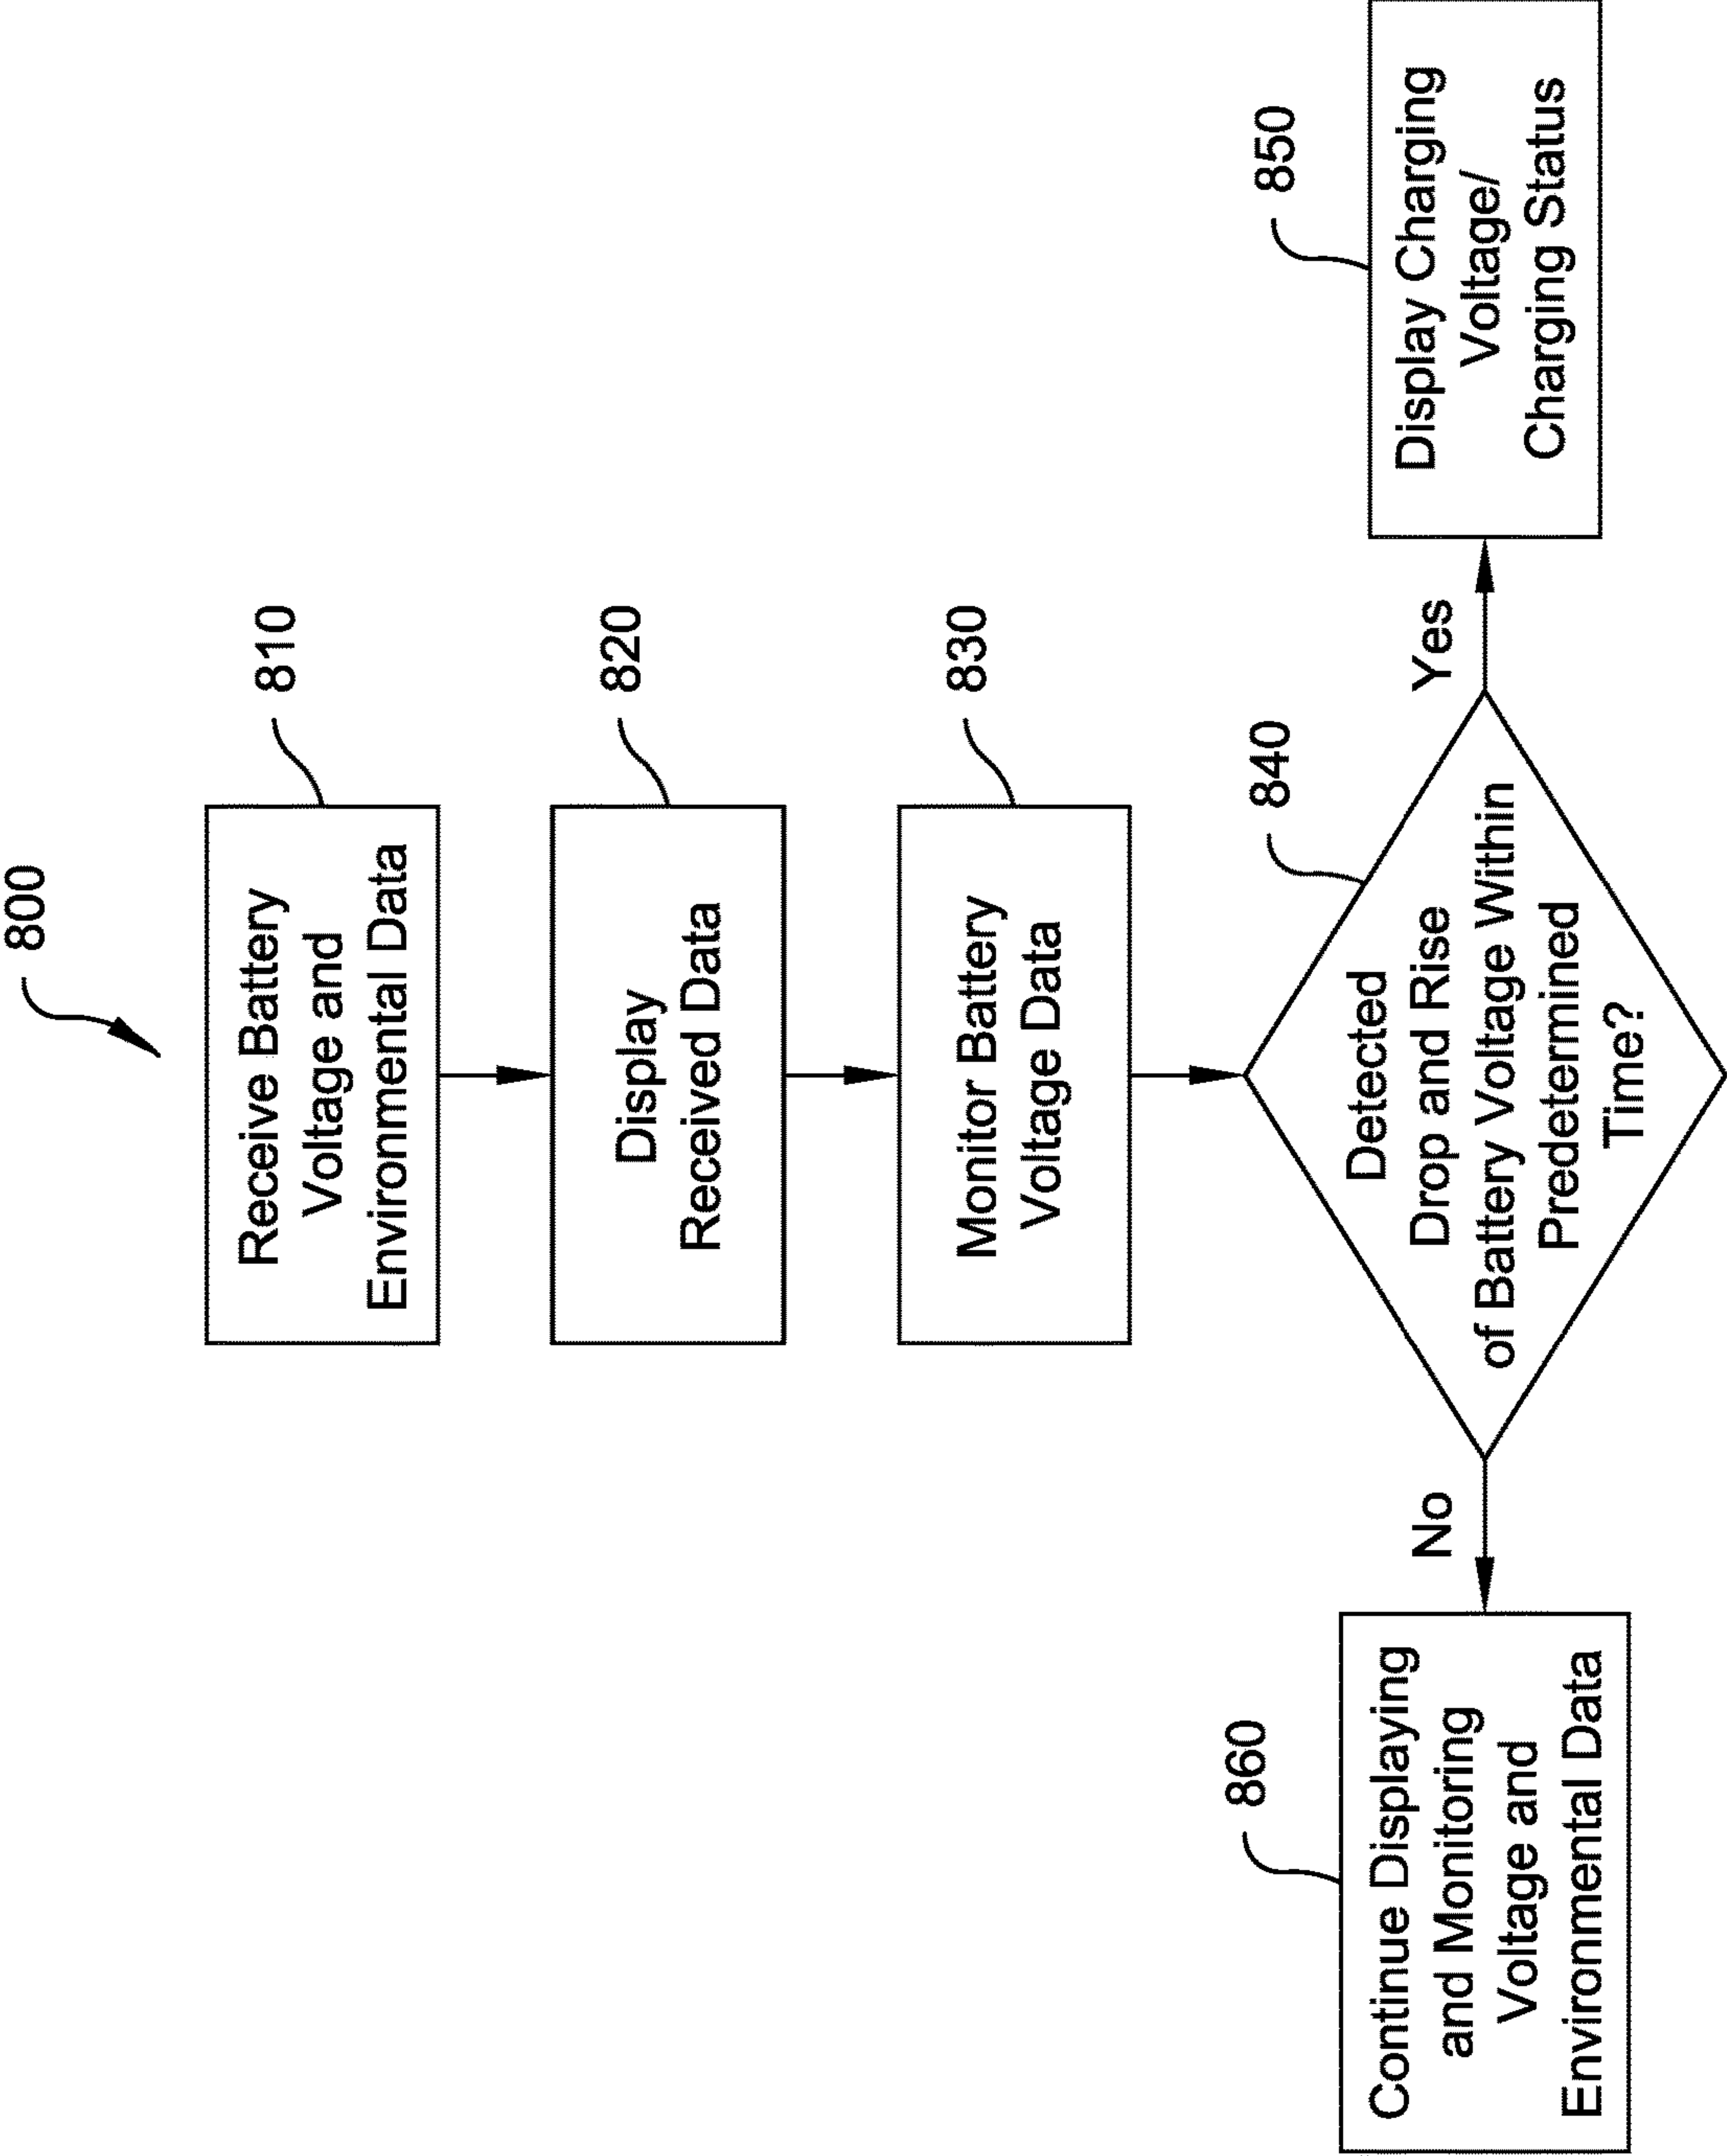 800
Receive Battery
Voltage and
Environmental Data
810
Display
Received Data
820
Monitor Battery
Voltage Data
830
Detected
Drop and Rise
of Battery Voltage Within
Predetermined
Time?
840
No
Yes
Continue Displaying
and Monitoring
Voltage and
Environmental Data
860
Display Charging
Voltage/
Charging Status
850